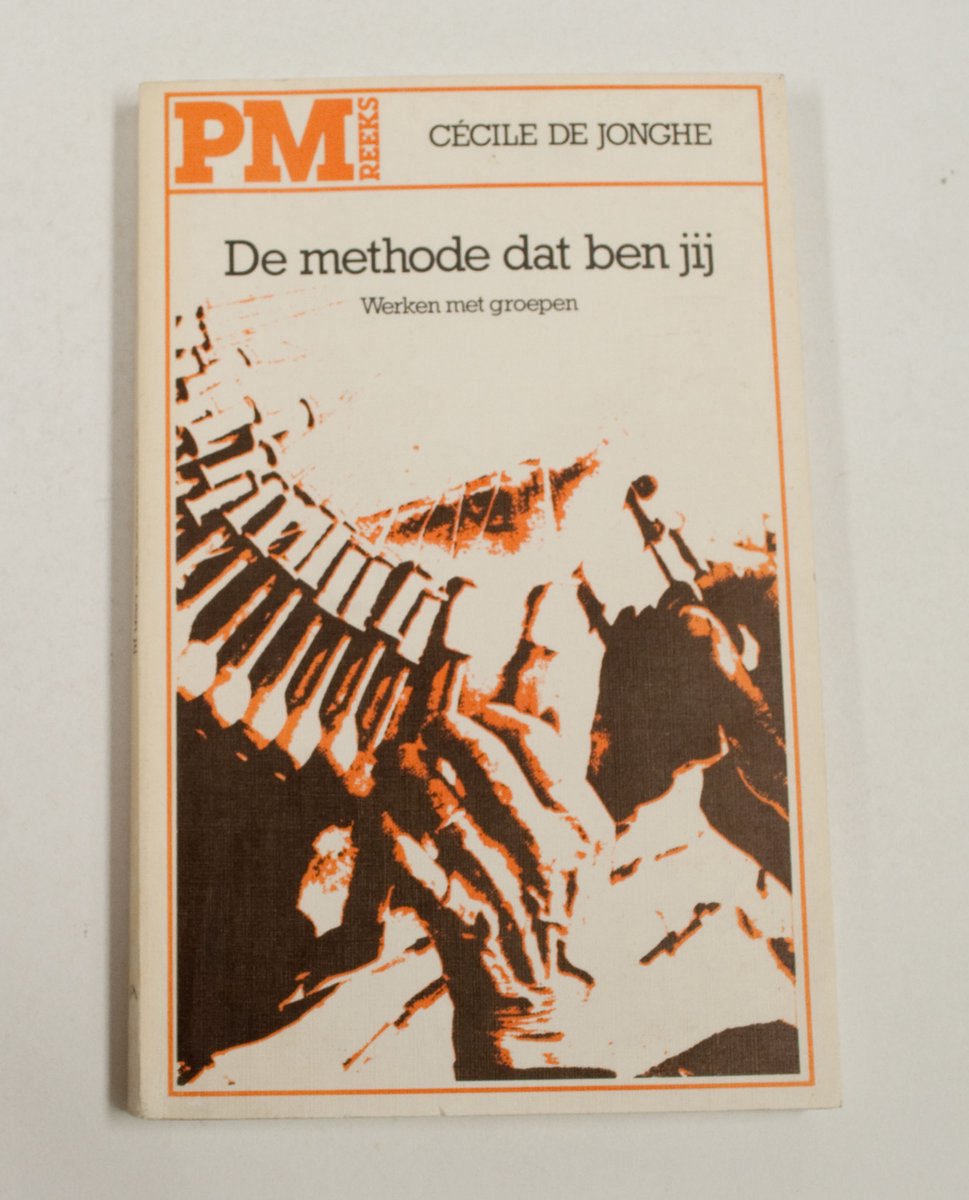 PM REEKS
CÉCILE DE JONGHE
De methode dat ben jij
Werken met groepen